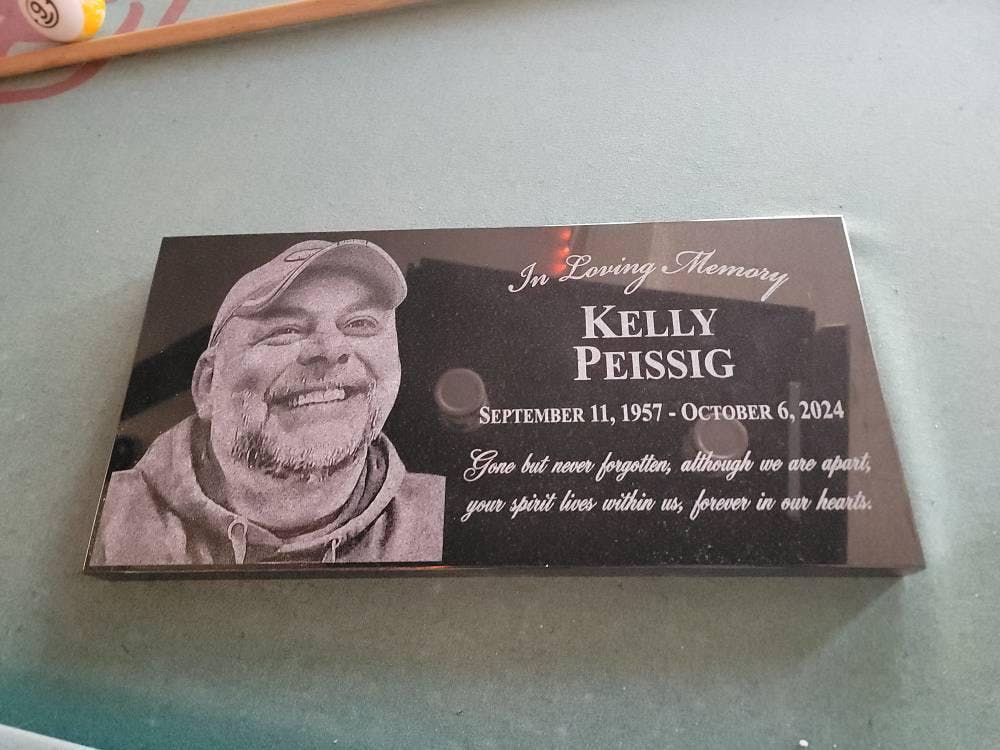 In Loving Memory
KELLY
PEISSIG
SEPTEMBER 11, 1957 - OCTOBER 6, 2024
Gone but never forgotten, although we are apart,
your spirit lives within us, forever in our hearts.